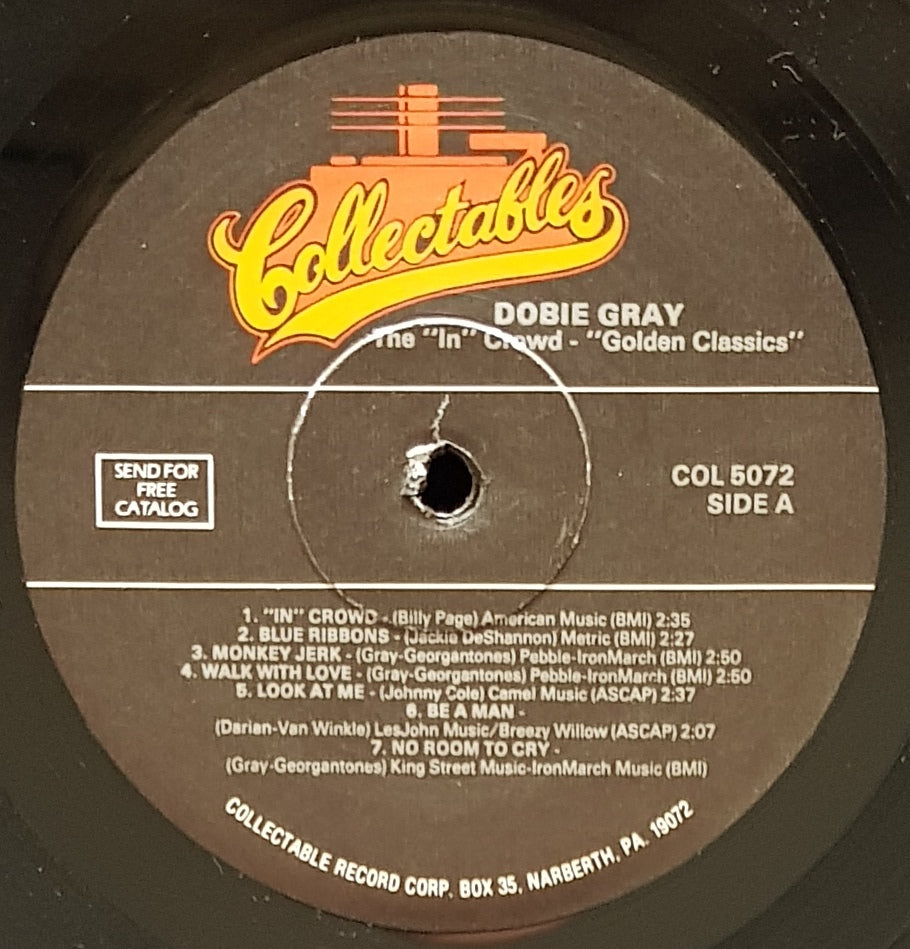 Collectables
DOBIE GRAY
The "In" Crowd - "Golden Classics"
SEND FOR
FREE
CATALOG
COL 5072
SIDE A
1. "IN" CROWD - (Billy Page) American Music (BMI) 2:35
2. BLUE RIBBONS - (Jackie DeShannon) Metric (BMI) 2:27
3. MONKEY JERK - (Gray-Georgantones) Pebble-IronMarch (BMI) 2:50
4. WALK WITH LOVE - (Gray-Georgantones) Pebble-IronMarch (BMI) 2:50
5. LOOK AT ME - (Johnny Cole) Camel Music (ASCAP) 2:37
6. BE A MAN -
(Darian-Van Winkle) LesJohn Music/Breezy Willow (ASCAP) 2:07
7. NO ROOM TO CRY -
(Gray-Georgantones) King Street Music-IronMarch Music (BMI)
COLLECTABLE RECORD CORP. BOX 35, NARBERTH, PA. 19072